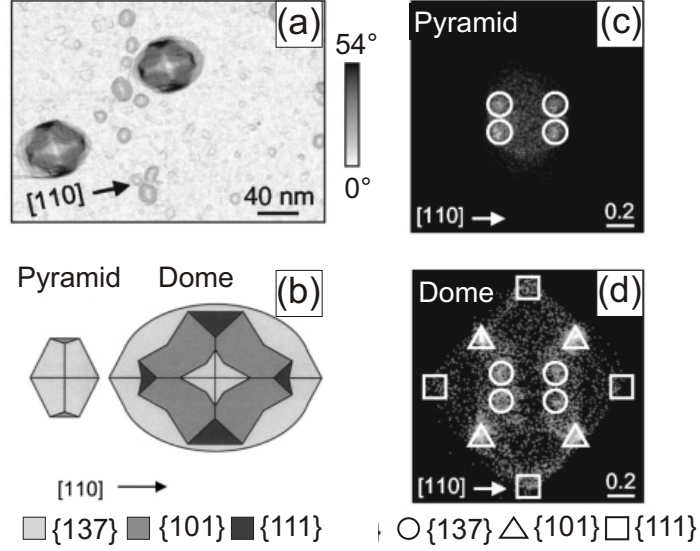 (a)
[110]
40 nm
54°
0°
Pyramid
(c)
[110]
0.2
Pyramid
Dome
(b)
[110]
{137} {101} {111}
Dome
(d)
[110]
0.2
{137} {101} {111}